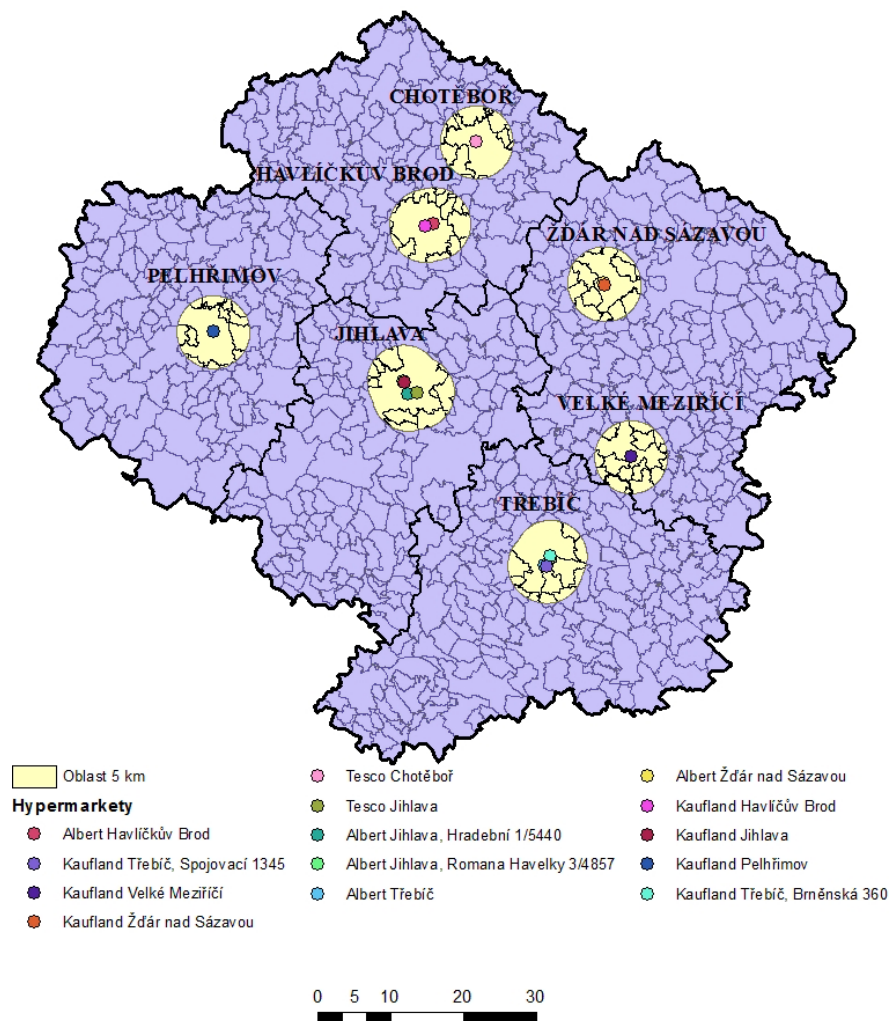 CHOTĚBOŘ
HAVLÍČKŮV BROD
ŽĎÁR NAD SÁZAVOU
PELHŘIMOV
JIHLAVA
VELKÉ MEZIŘÍČÍ
TŘEBÍČ
Oblast 5 km
Hypermarkety
Albert Havlíčkův Brod
Kaufland Třebíč, Spojovací 1345
Kaufland Velké Meziříčí
Kaufland Žďár nad Sázavou
Tesco Chotěboř
Tesco Jihlava
Albert Jihlava, Hradební 1/5440
Albert Jihlava, Romana Havelky 3/4857
Albert Třebíč
Albert Žďár nad Sázavou
Kaufland Havlíčův Brod
Kaufland Jihlava
Kaufland Pelhřimov
Kaufland Třebíč, Brněnská 360
0 5 10 20 30